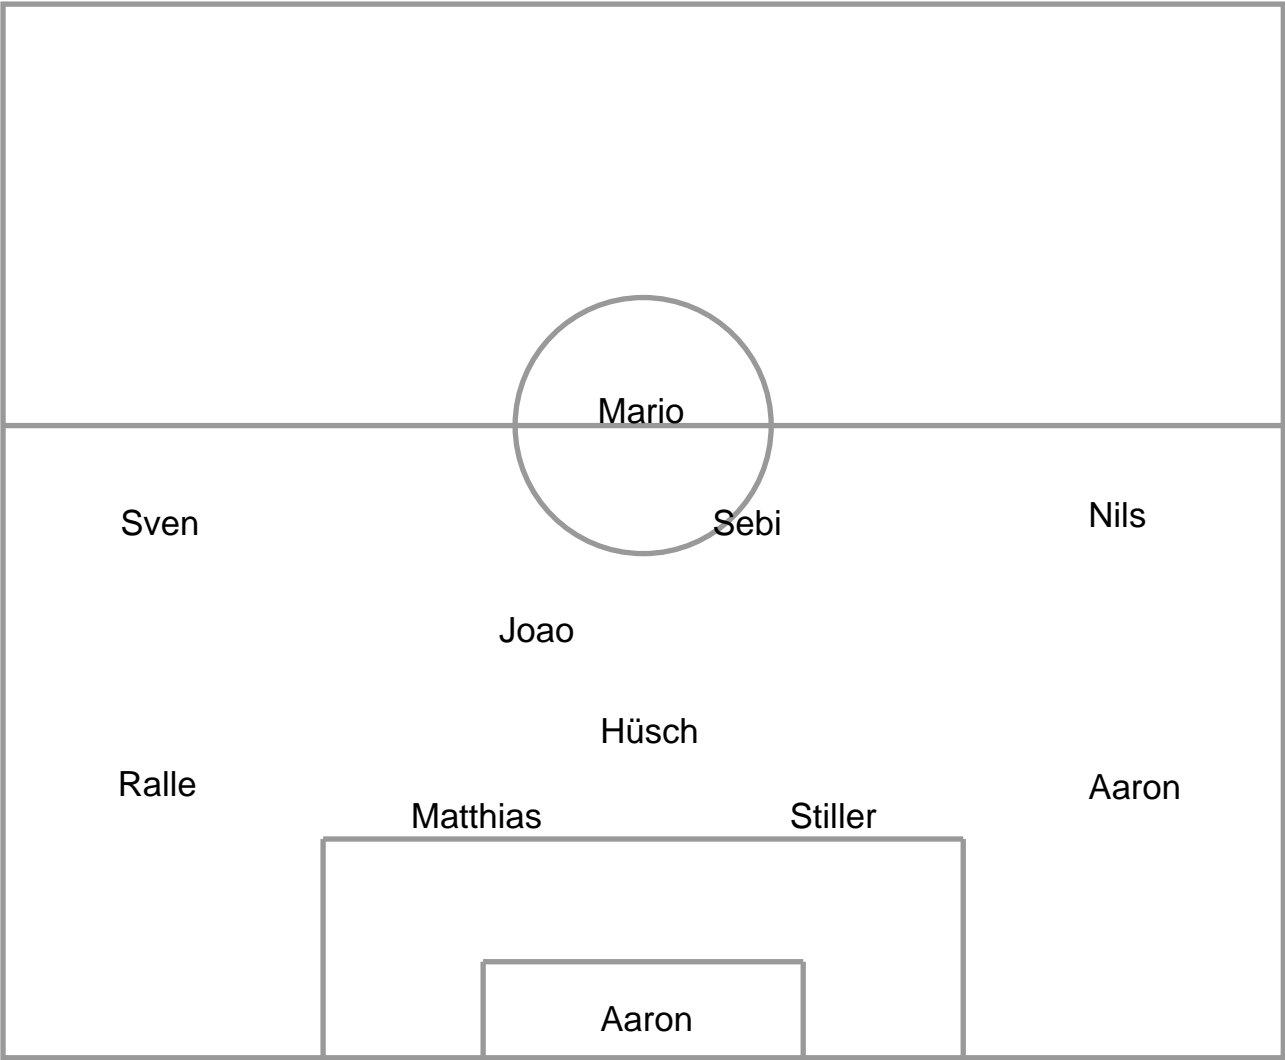 Mario
Sven
Sebi
Nils
Joao
Hüsch
Ralle
Aaron
Matthias
Stiller
Aaron